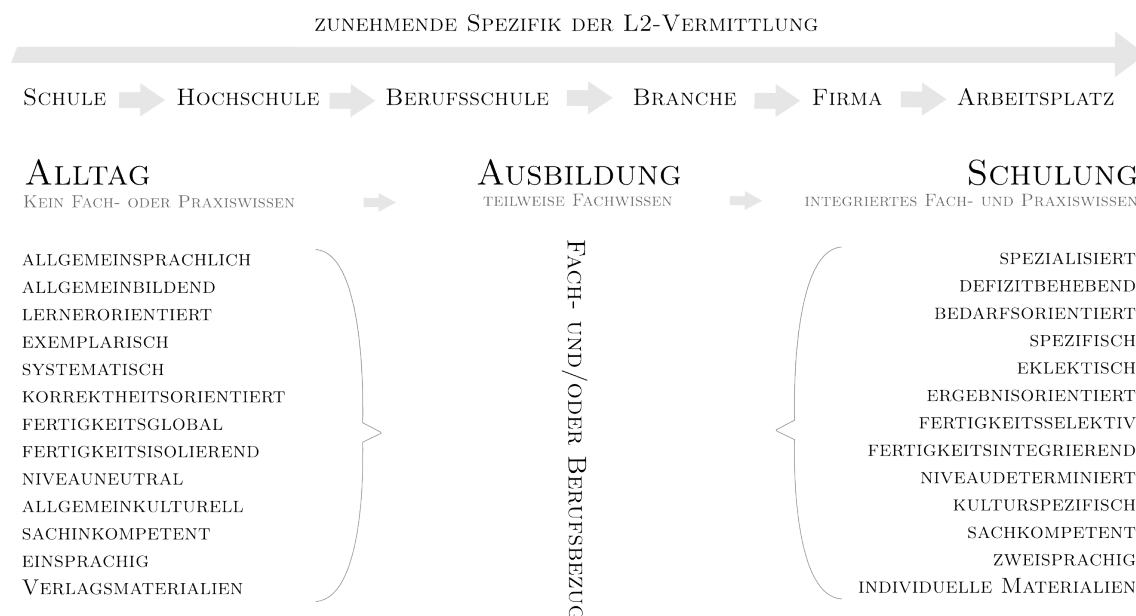 zunehmende Spezifik der L2-Vermittlung
Schule Hochschule Berufsschule Branche Firma Arbeitsplatz
Alltag Ausbildung Schulung
Kein Fach- oder Praxiswissen teilweise Fachwissen integriertes Fach- und Praxiswissen
allgemeinsprachlich
allgemeinbildend
lernerorientiert
exemplarisch
systematisch
korrektheitsorientiert
fertigkeitsglobal
fertigkeitsisolierend
niveauneutral
allgemeinkulturell
sachinkompetent
einsprachig
Verlagsmaterialien
Fach- und/oder Berufsbezug
spezialisiert
defizitbehebend
bedarfsorientiert
spezifisch
eklektisch
ergebnisorientiert
fertigkeitsselektiv
fertigkeitsintegrierend
niveaudeterminiert
kulturspezifisch
sachkompetent
zweisprachig
individuelle Materialien